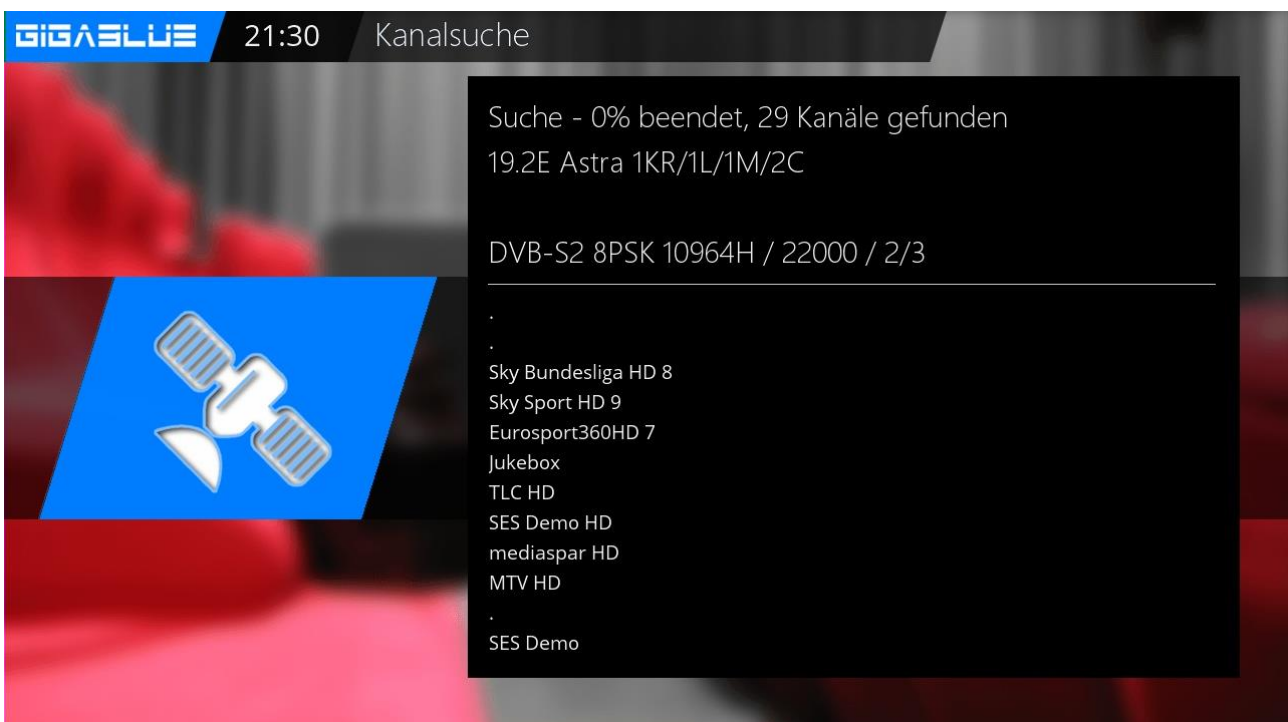 GIGABLUE 21:30 Kanalsuche
Suche - 0% beendet, 29 Kanäle gefunden
19.2E Astra 1KR/1L/1M/2C
DVB-S2 8PSK 10964H / 22000 / 2/3
.
.
Sky Bundesliga HD 8
Sky Sport HD 9
Eurosport360HD 7
Jukebox
TLC HD
SES Demo HD
mediaspar HD
MTV HD
.
SES Demo